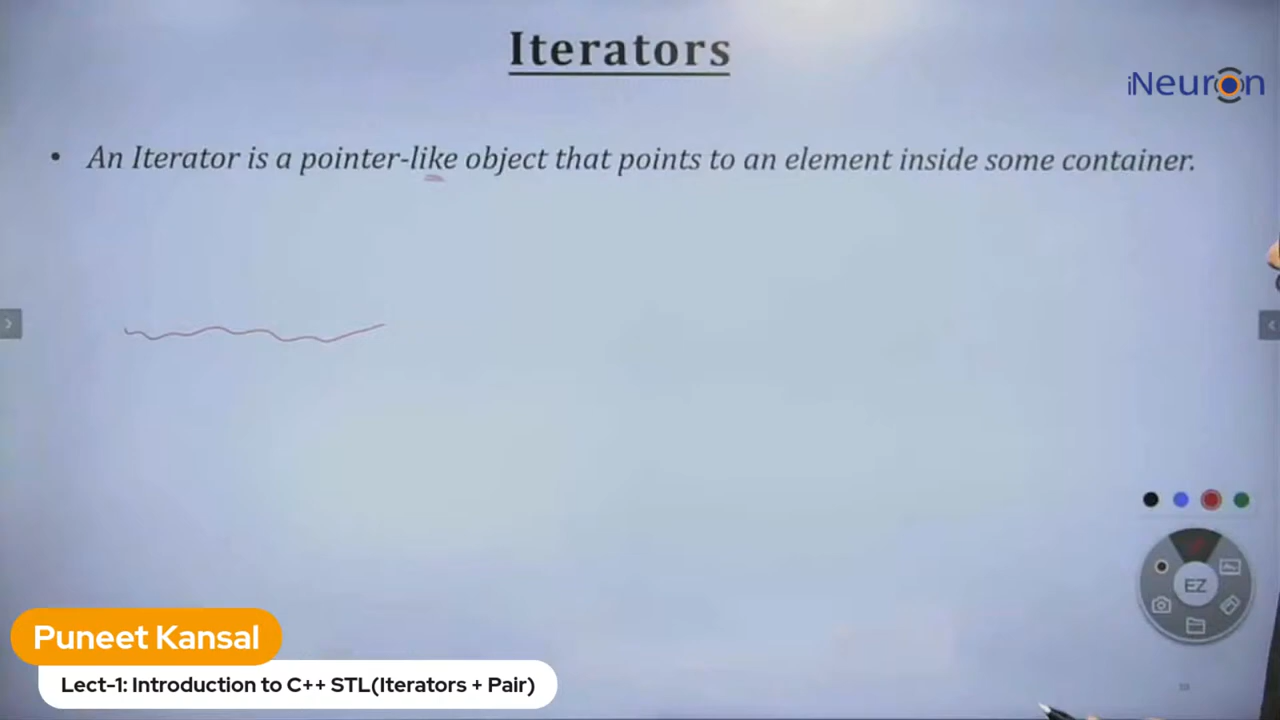 Iterators
iNeuron
• An Iterator is a pointer-like object that points to an element inside some container.
EZ
Puneet Kansal
Lect-1: Introduction to C++ STL(Iterators + Pair)